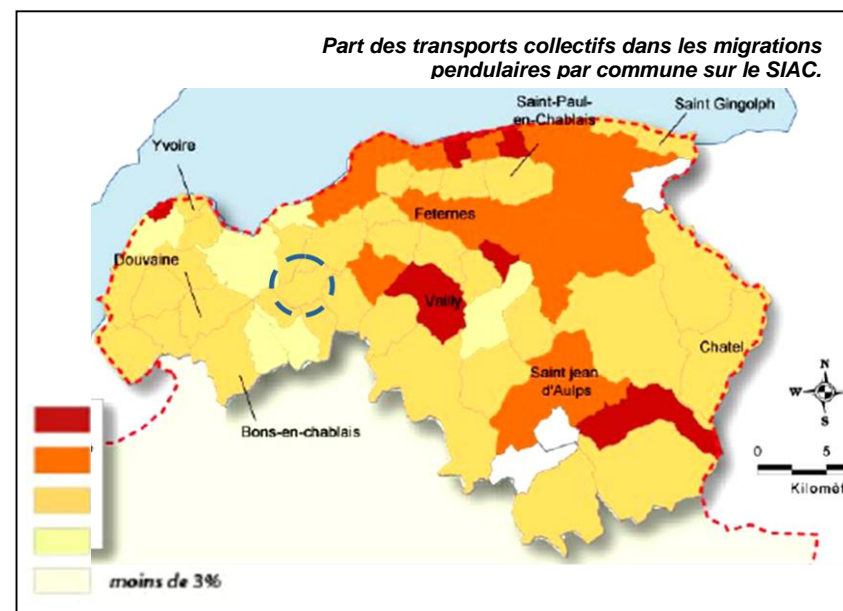 Part des transports collectifs dans les migrations
pendulaires par commune sur le SIAC.
Saint-Paul-
en-Chablais
Saint Gingolph
Yvoire
Feternes
Douvaine
Vailly
Chatel
Saint jean
d'Aulps
Bons-en-chablais
N
W
S
0 5
Kilomèt
moins de 3%